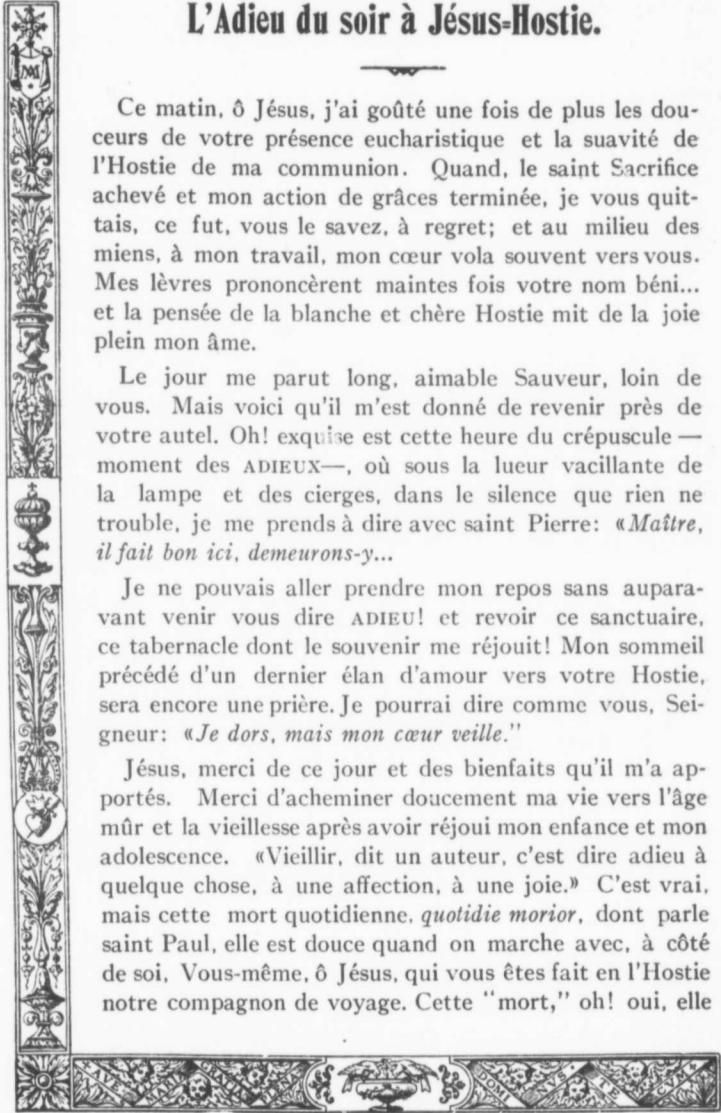 L'Adieu du soir à Jésus-Hostie.
Ce matin, ô Jésus, j'ai goûté une fois de plus les dou-
ceurs de votre présence eucharistique et la suavité de
l'Hostie de ma communion. Quand, le saint Sacrifice
achevé et mon action de grâces terminée, je vous quit-
tais, ce fut, vous le savez, à regret; et au milieu des
miens, à mon travail, mon cœur vola souvent vers vous.
Mes lèvres prononcèrent maintes fois votre nom béni...
et la pensée de la blanche et chère Hostie mit de la joie
plein mon âme.
Le jour me parut long, aimable Sauveur, loin de
vous. Mais voici qu'il m'est donné de revenir près de
votre autel. Oh! exquise est cette heure du crépuscule —
moment des ADIEUX—, où sous la lueur vacillante de
la lampe et des cierges, dans le silence que rien ne
trouble, je me prends à dire avec saint Pierre: «Maître,
il fait bon ici, demeurons-y...
Je ne pouvais aller prendre mon repos sans aupara-
vant venir vous dire ADIEU! et revoir ce sanctuaire,
ce tabernacle dont le souvenir me réjouit! Mon sommeil
précédé d'un dernier élan d'amour vers votre Hostie,
sera encore une prière. Je pourrai dire comme vous, Sei-
gneur: «Je dors, mais mon cœur veille."
Jésus, merci de ce jour et des bienfaits qu'il m'a ap-
portés. Merci d'acheminer doucement ma vie vers l'âge
mûr et la vieillesse après avoir réjoui mon enfance et mon
adolescence. «Vieillir, dit un auteur, c'est dire adieu à
quelque chose, à une affection, à une joie.» C'est vrai,
mais cette mort quotidienne, quotidie morior, dont parle
saint Paul, elle est douce quand on marche avec, à côté
de soi, Vous-même, ô Jésus, qui vous êtes fait en l'Hostie
notre compagnon de voyage. Cette "mort," oh! oui, elle